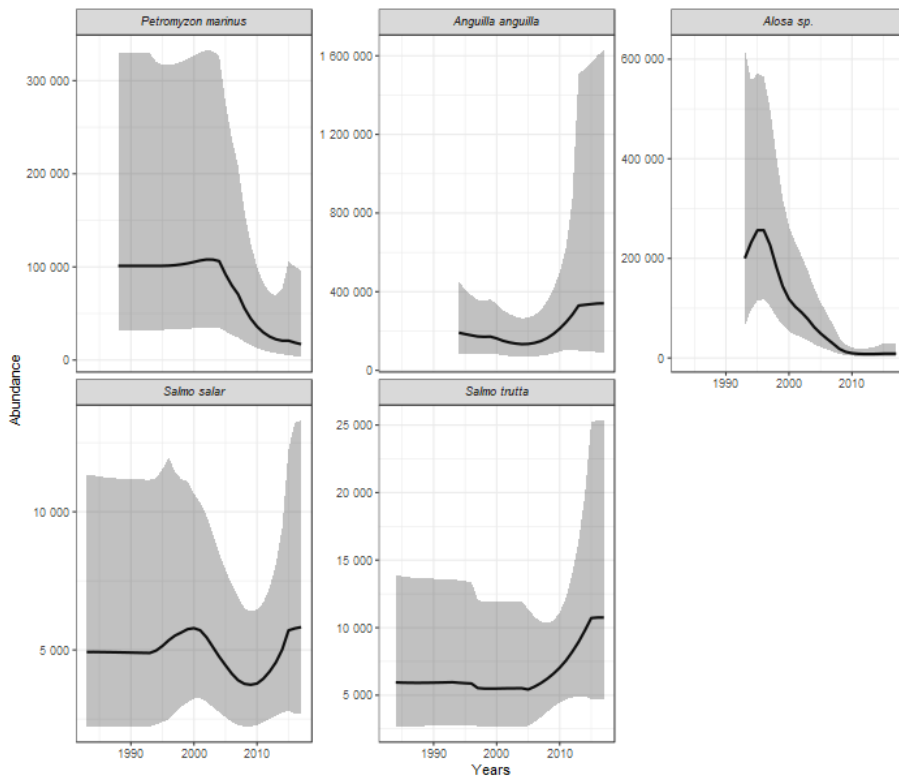 Petromyzon marinus
Anguilla anguilla
Alosa sp.
300 000
200 000
100 000
0
1 600 000
1 200 000
800 000
400 000
0
600 000
400 000
200 000
0
1990 2000 2010
Abundance
Salmo salar
Salmo trutta
10 000
5 000
25 000
20 000
15 000
10 000
5 000
1990 2000 2010
1990 2000 2010
Years